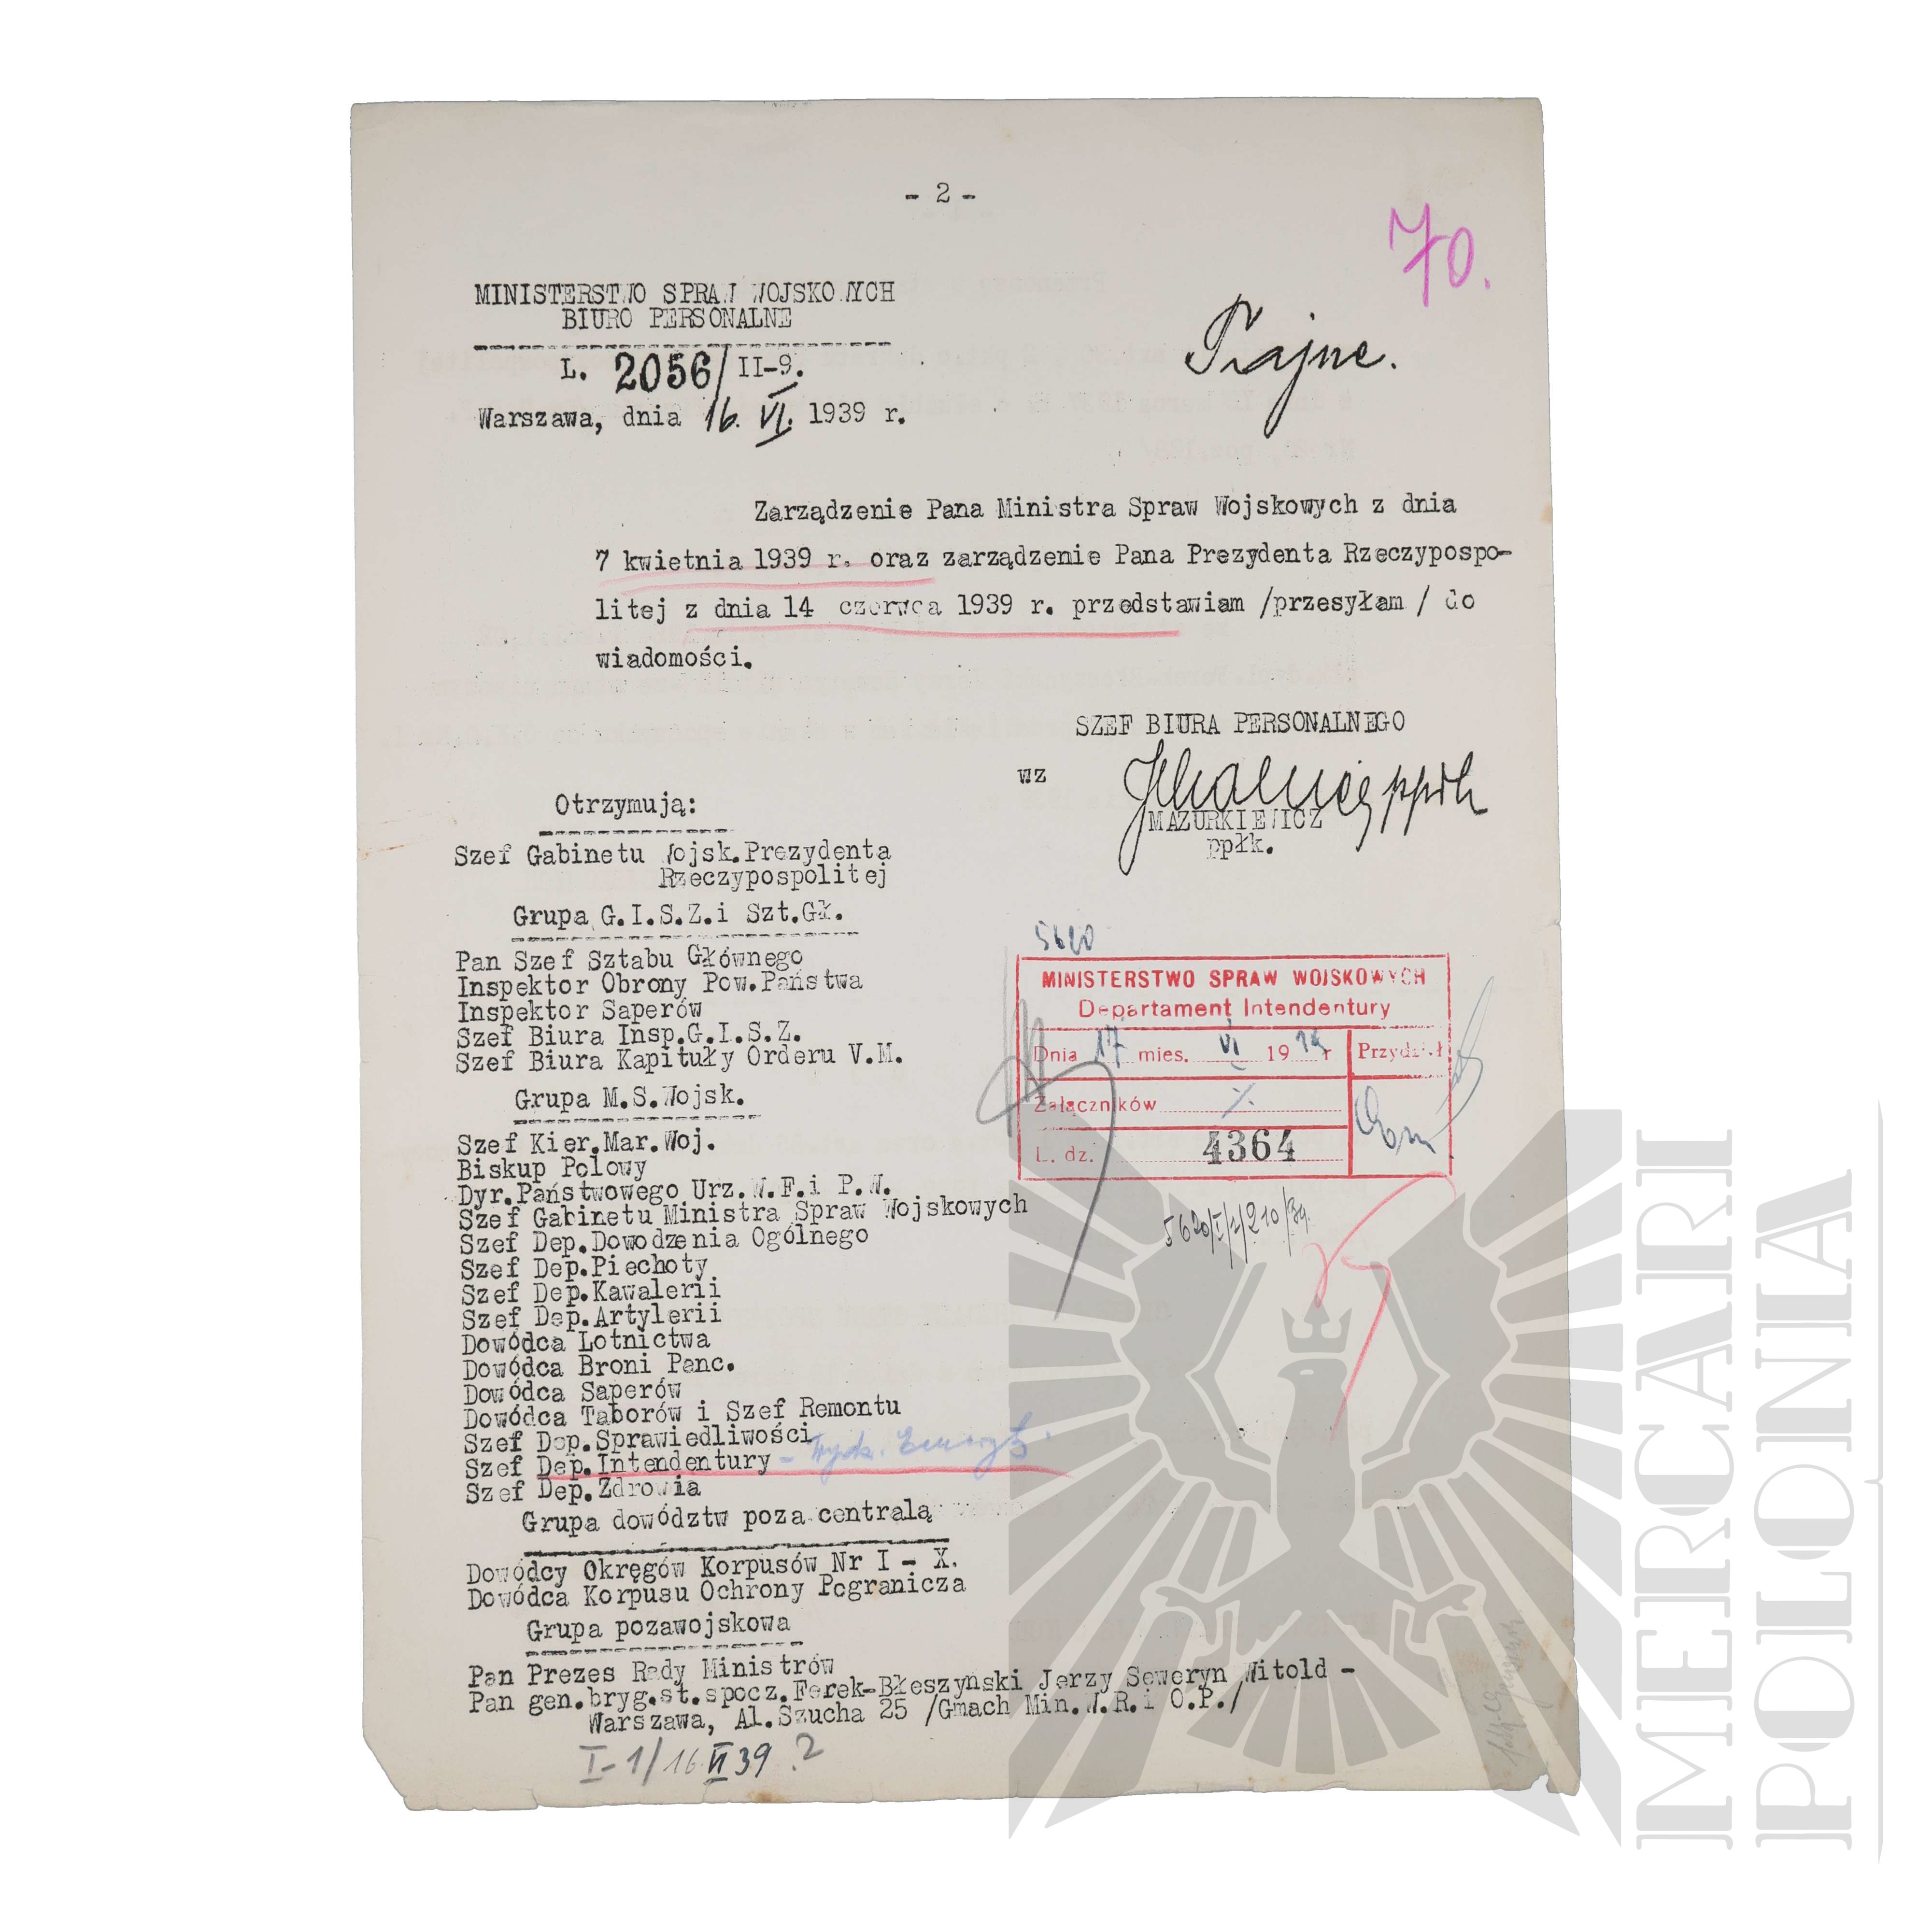 - 2 -
70.
MINISTERSTWO SPRAW WOJSKOWYCH
BIURO PERSONALNE
L. 2056/II-9.
Tajne.
Warszawa, dnia 16. VI. 1939 r.
Zarządzenie Pana Ministra Spraw Wojskowych z dnia
7 kwietnia 1939 r. oraz zarządzenie Pana Prezydenta Rzeczypospo-
litej z dnia 14 czerwca 1939 r. przedstawiam /przesyłam / do
wiadomości.
SZEF BIURA PERSONALNEGO
wz
ppłk
MAZURKIEWICZ
ppłk.
Otrzymują:
Szef Gabinetu Wojsk.Prezydenta
Rzeczypospolitej
Grupa G.I.S.Z.i Szt.Gł.
Pan Szef Sztabu Głównego
Inspektor Obrony Pow.Państwa
Inspektor Saperów
Szef Biura Insp.G.I.S.Z.
Szef Biura Kapituły Orderu V.M.
Grupa M.S.Wojsk.
Szef Kier.Mar.Woj.
Biskup Polowy
Dyr.Państwowego Urz.W.F.i P.W.
Szef Gabinetu Ministra Spraw Wojskowych
Szef Dep.Dowodzenia Ogólnego
Szef Dep.Piechoty
Szef Dep.Kawalerii
Szef Dep.Artylerii
Dowódca Lotnictwa
Dowódca Broni Panc.
Dowódca Saperów
Dowódca Taborów i Szef Remontu
Szef Dep.Sprawiedliwości
Szef Dep.Intendentury -
Szef Dep.Zdrowia
Grupa dowództw poza centralą
Dowódcy Okręgów Korpusów Nr I - X.
Dowódca Korpusu Ochrony Pogranicza
Grupa pozawojskowa
Pan Prezes Rady Ministrów
Pan gen.bryg.st.spocz.Ferek-Błeszyński Jerzy Seweryn Witold -
Warszawa, Al.Szucha 25 /Gmach Min.W.R.i O.P./
I-1/16 VI 39 . 2
5620
MINISTERSTWO SPRAW WOJSKOWYCH
Departament Intendentury
Dnia 17 mies. VI 19 r Przydział
Załączników
L. dz. 4364
5620/I/
MERCARI
POLONIA